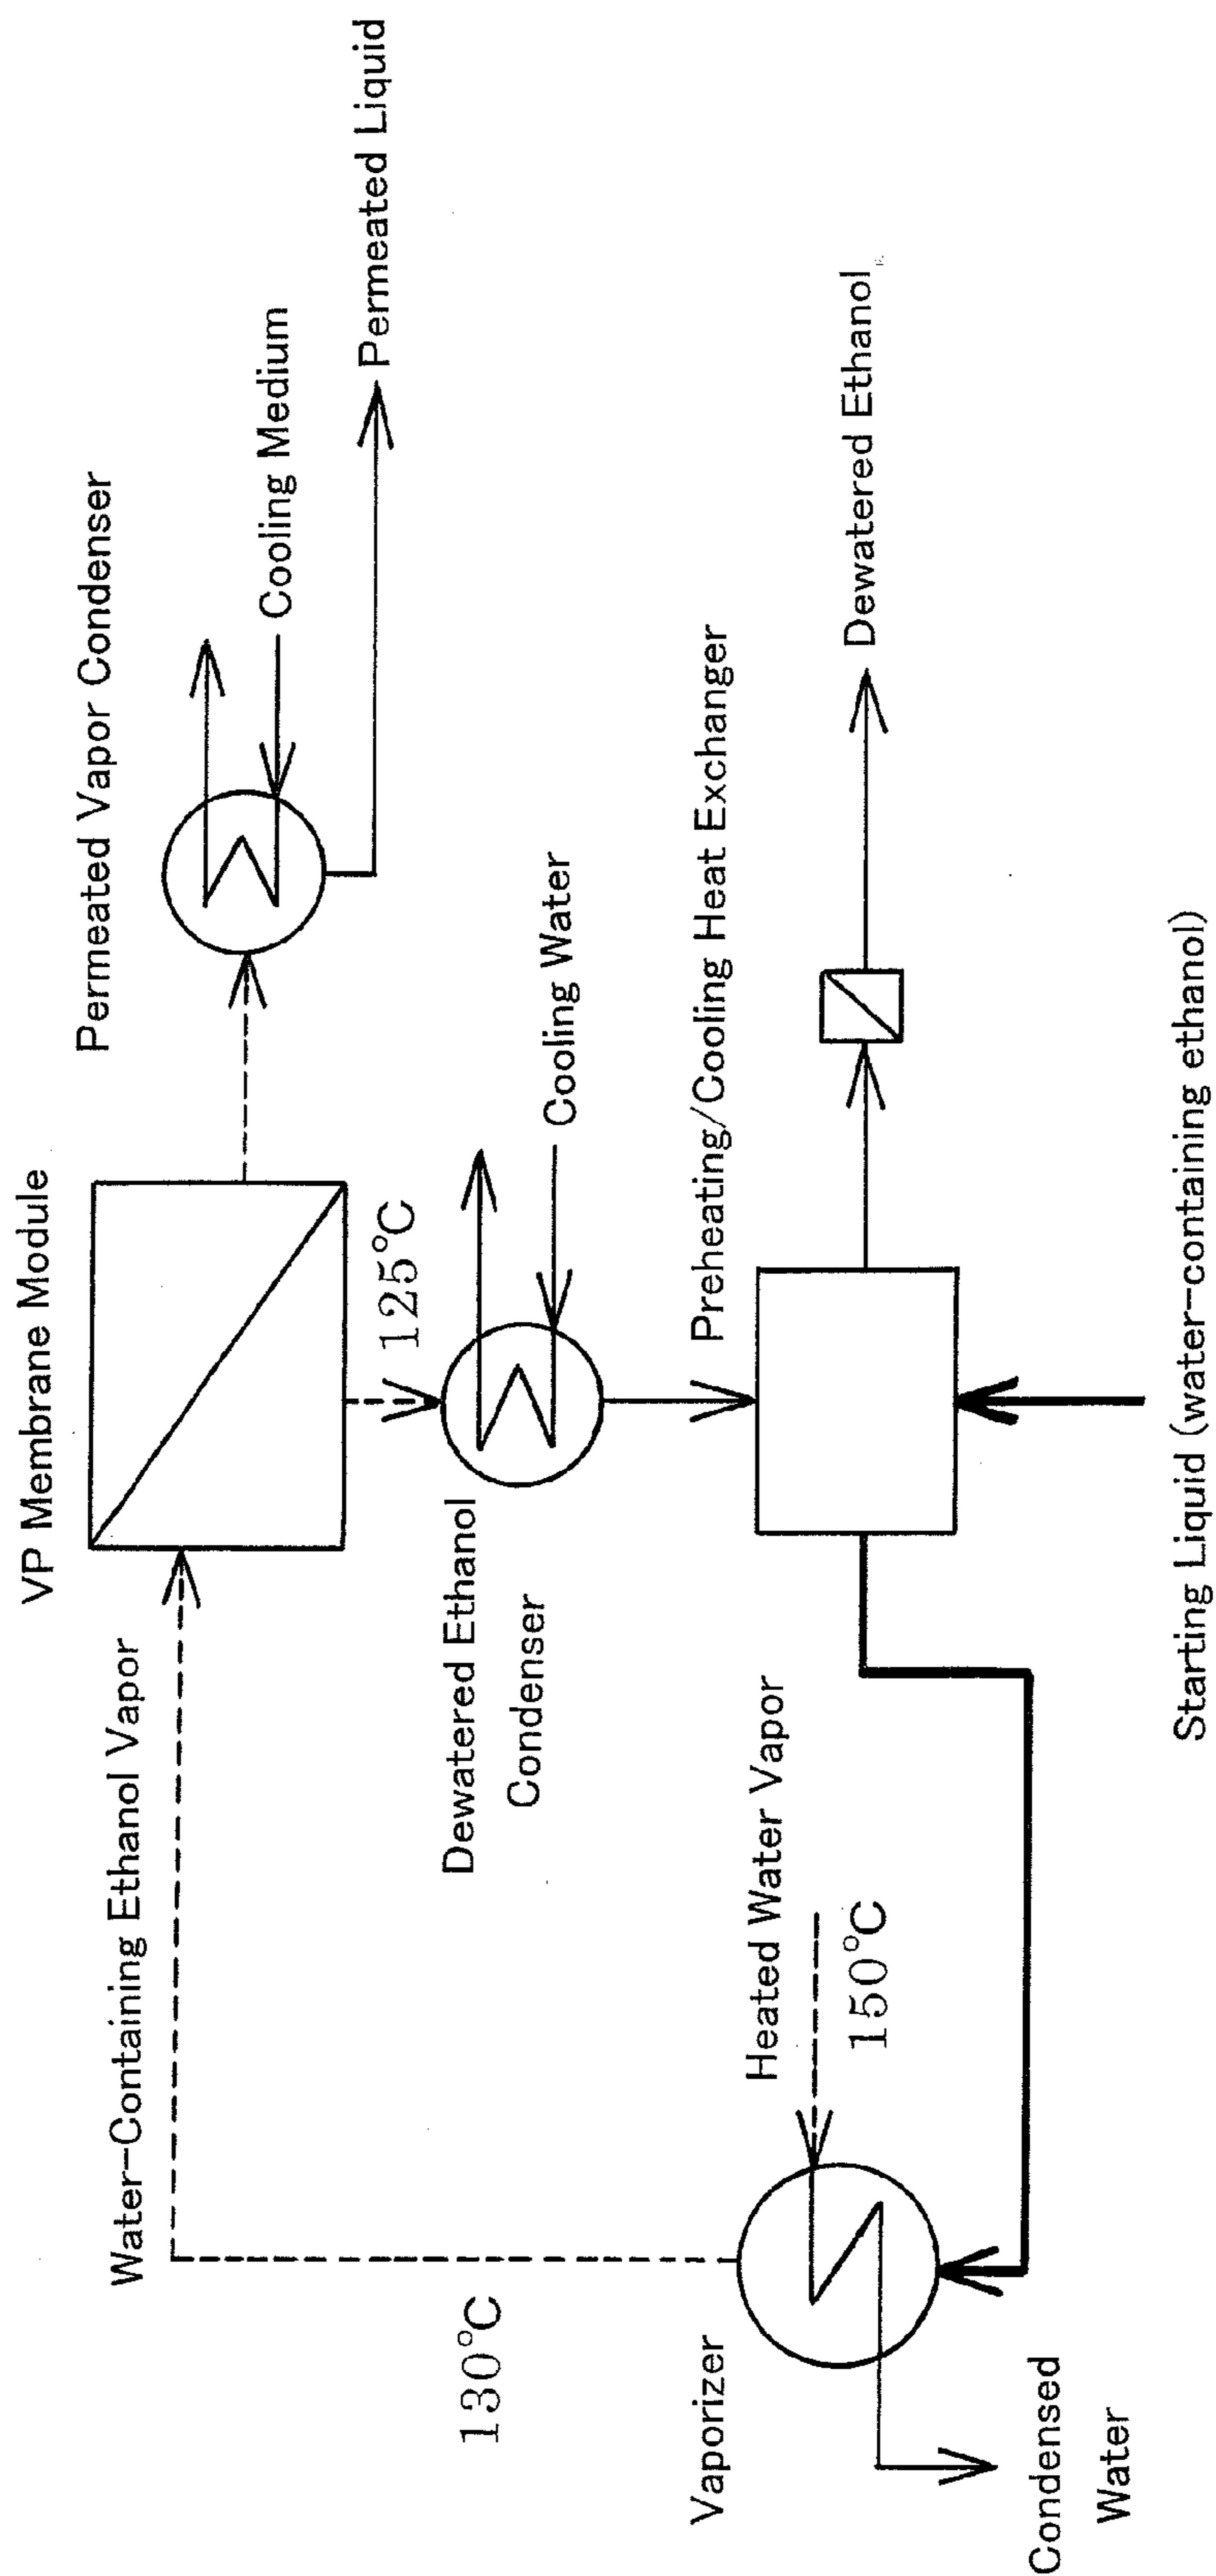 VP Membrane Module
Permeated Vapor Condenser
Water-Containing Ethanol Vapor
Cooling Medium
Permeated Liquid
125°C
130°C
Dewatered Ethanol
Condenser
Cooling Water
Vaporizer
Heated Water Vapor
150°C
Preheating/Cooling Heat Exchanger
Dewatered Ethanol
Condensed
Water
Starting Liquid (water-containing ethanol)